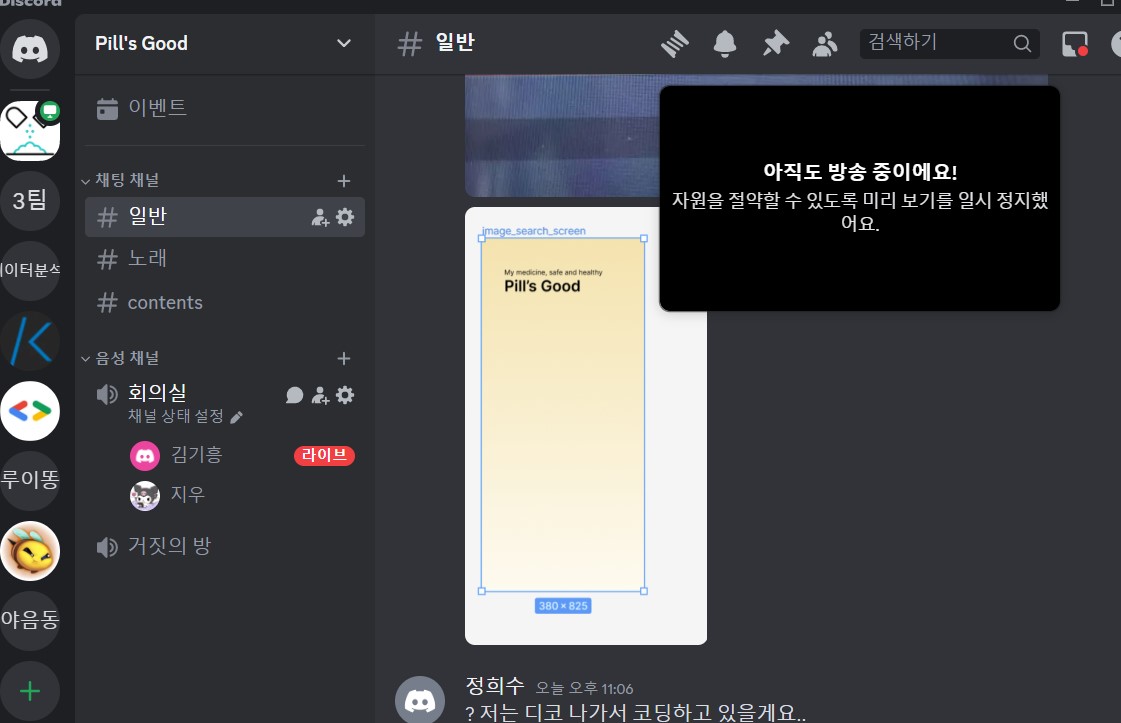 Discord
Pill's Good
일반
검색하기
이벤트
채팅 채널
3팀
일반
노래
이터분석
contents
음성 채널
회의실
채널 상태 설정
김기흥
라이브
루이똥
지우
거짓의 방
야음동
아직도 방송 중이에요!
자원을 절약할 수 있도록 미리 보기를 일시 정지했
어요.
image_search_screen
My medicine, safe and healthy
Pill's Good
380 × 825
정희수 오늘 오후 11:06
? 저는 디코 나가서 코딩하고 있을게요..